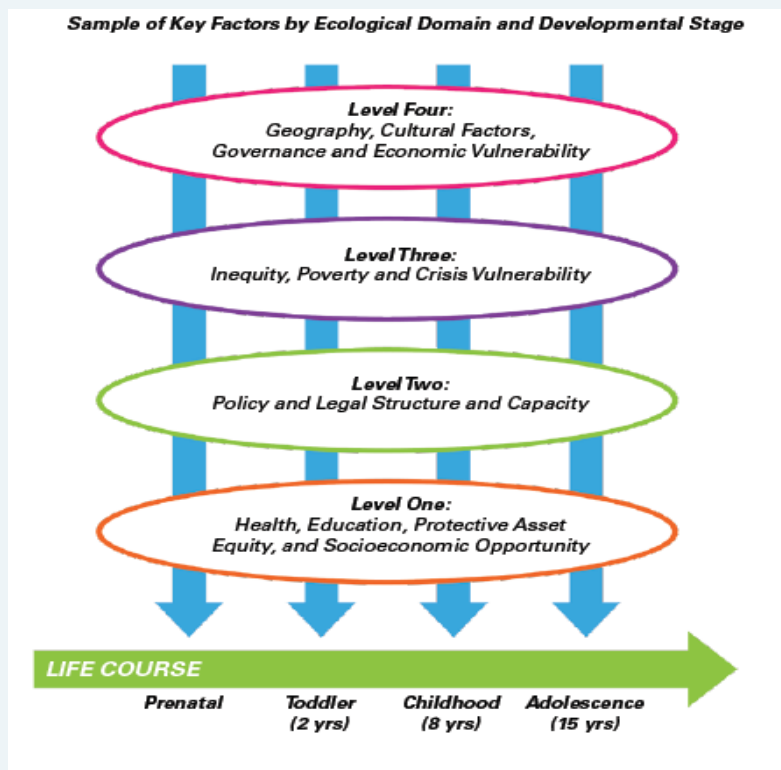 Sample of Key Factors by Ecological Domain and Developmental Stage
Level Four:
Geography, Cultural Factors,
Governance and Economic Vulnerability
Level Three:
Inequity, Poverty and Crisis Vulnerability
Level Two:
Policy and Legal Structure and Capacity
Level One:
Health, Education, Protective Asset
Equity, and Socioeconomic Opportunity
LIFE COURSE
Prenatal
Toddler
(2 yrs)
Childhood
(8 yrs)
Adolescence
(15 yrs)